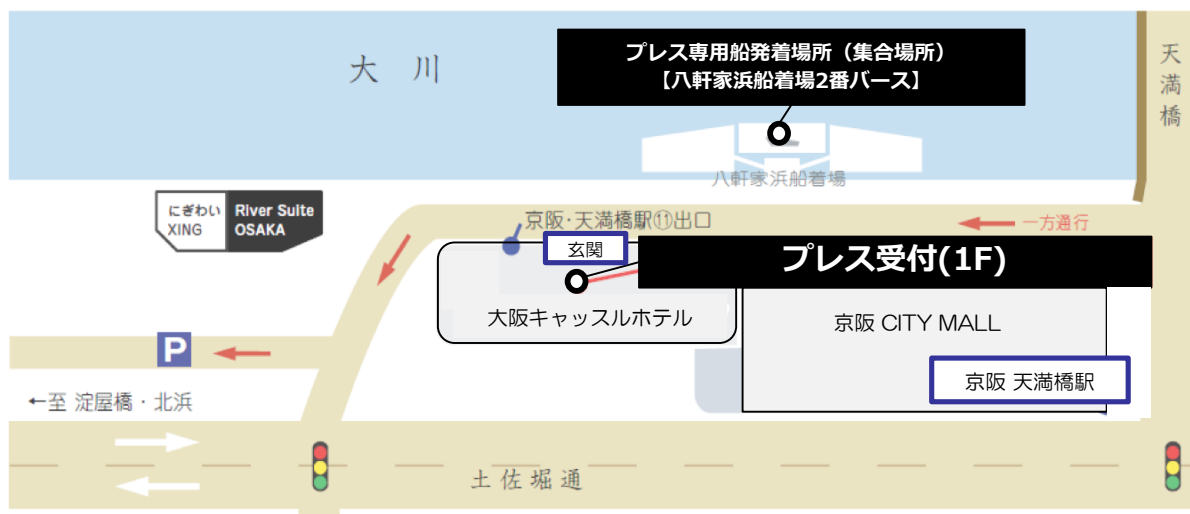 プレス専用船発着場所（集合場所）
【八軒家浜船着場2番バース】
大川
天満橋
八軒家浜船着場
にぎわい
XING
River Suite
OSAKA
京阪・天満橋駅⑪出口
一方通行
玄関
プレス受付(1F)
大阪キャッスルホテル
京阪 CITY MALL
P
京阪 天満橋駅
←至 淀屋橋・北浜
土佐堀通